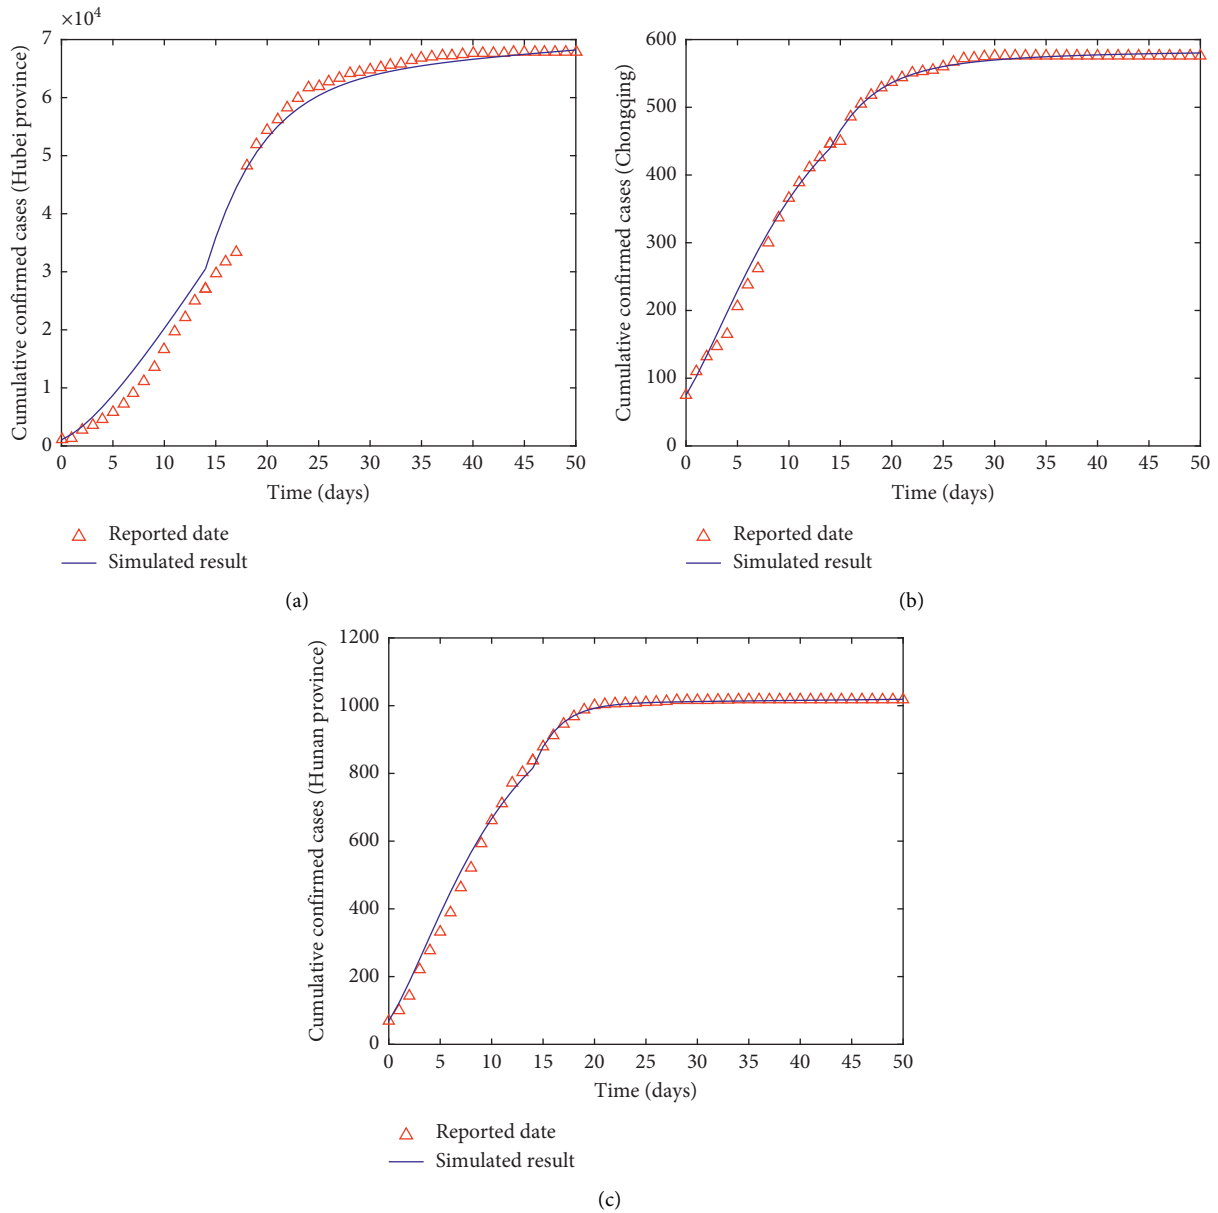 ×10⁴
Cumulative confirmed cases (Hubei province)
7
6
5
4
3
2
1
0
0 5 10 15 20 25 30 35 40 45 50
Time (days)
Reported date
Simulated result
(a)
Cumulative confirmed cases (Chongqing)
600
500
400
300
200
100
0
0 5 10 15 20 25 30 35 40 45 50
Time (days)
Reported date
Simulated result
(b)
Cumulative confirmed cases (Hunan province)
1200
1000
800
600
400
200
0
0 5 10 15 20 25 30 35 40 45 50
Time (days)
Reported date
Simulated result
(c)